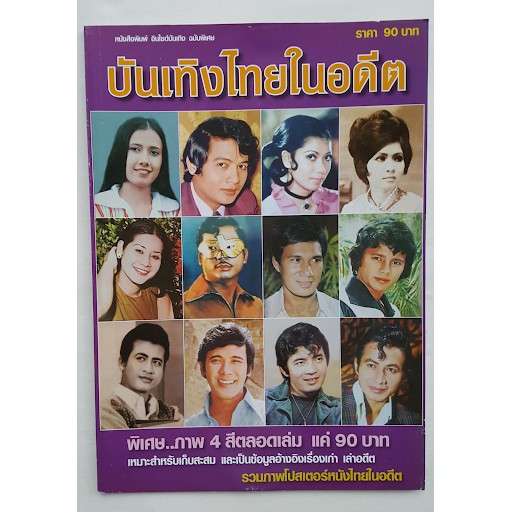 หนังสือพิมพ์ อินไซด์บันเทิง ฉบับพิเศษ
ราคา 90 บาท
บันเทิงไทยในอดีต
พิเศษ..ภาพ 4 สีตลอดเล่ม แค่ 90 บาท
เหมาะสำหรับเก็บสะสม และเป็นข้อมูลอ้างอิงเรื่องเก่า เล่าอดีต
รวมภาพโปสเตอร์หนังไทยในอดีต